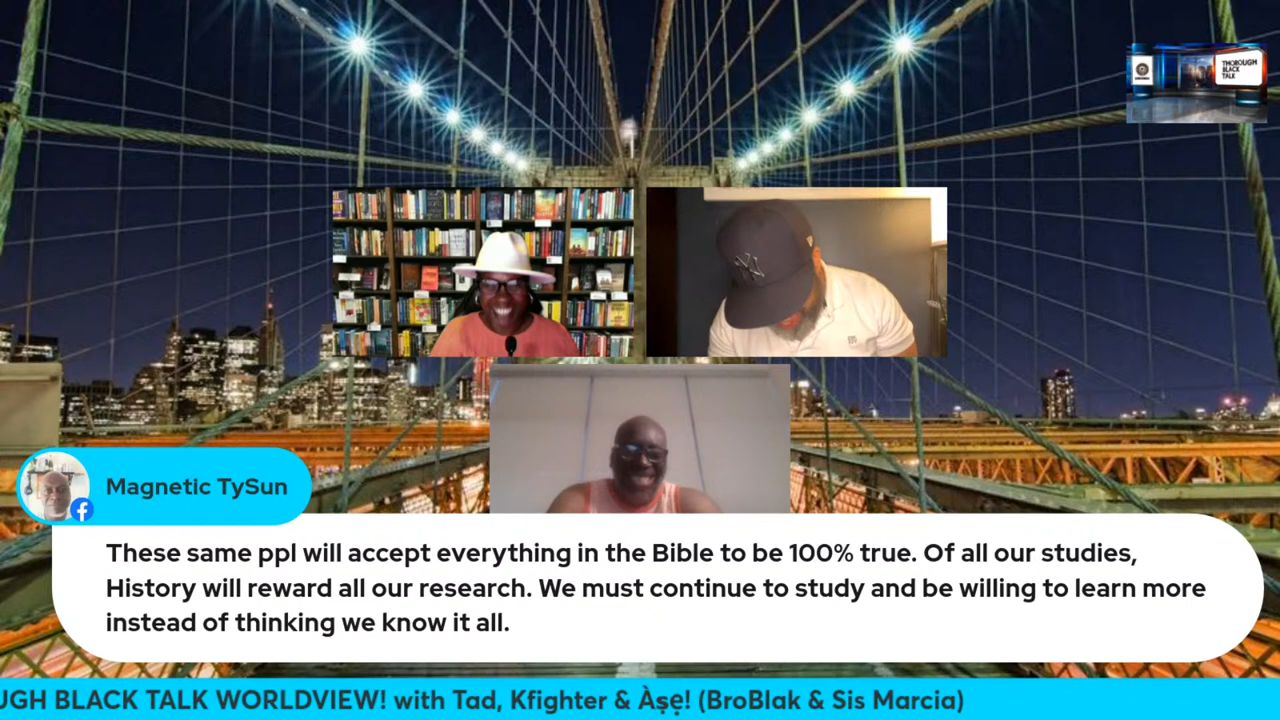 THOROUGH
BLACK
TALK
Magnetic TySun
These same ppl will accept everything in the Bible to be 100% true. Of all our studies,
History will reward all our research. We must continue to study and be willing to learn more
instead of thinking we know it all.
UGH BLACK TALK WORLDVIEW! with Tad, Kfighter & Àṣẹ! (BroBlak & Sis Marcia)